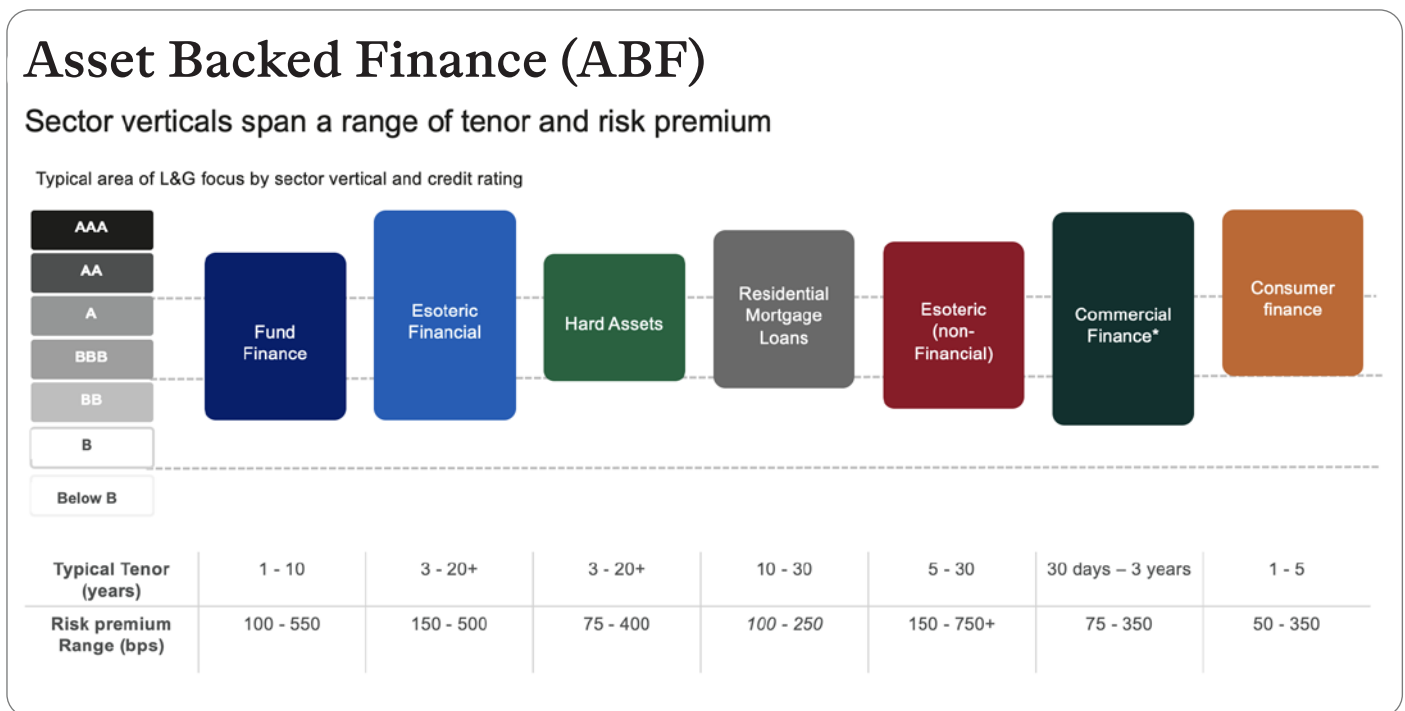 Asset Backed Finance (ABF)
Sector verticals span a range of tenor and risk premium
Typical area of L&G focus by sector vertical and credit rating
AAA
AA
A
BBB
BB
B
Below B
Fund
Finance
Esoteric
Financial
Hard Assets
Residential
Mortgage
Loans
Esoteric
(non-
Financial)
Commercial
Finance*
Consumer
finance
Typical Tenor
(years)
1 - 10
3 - 20+
3 - 20+
10 - 30
5 - 30
30 days – 3 years
1 - 5
Risk premium
Range (bps)
100 - 550
150 - 500
75 - 400
100 - 250
150 - 750+
75 - 350
50 - 350